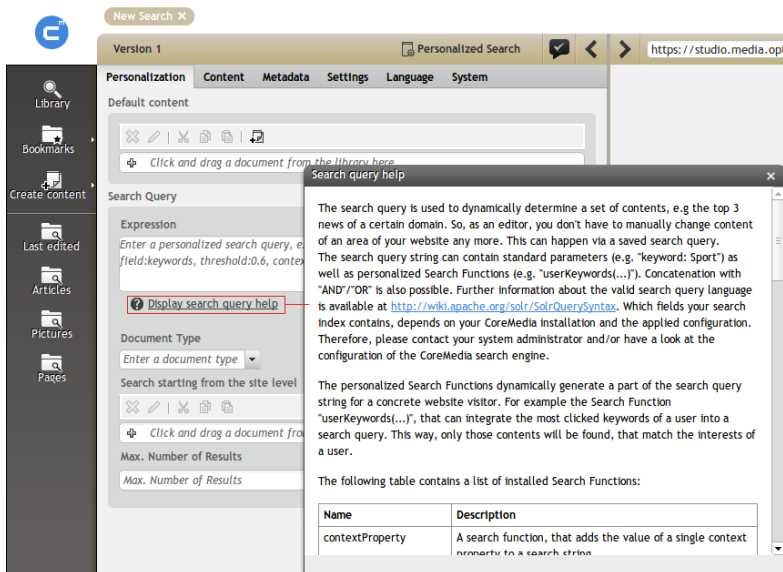 New Search ✕
Version 1
Personalized Search
https://studio.media.op
Personalization Content Metadata Settings Language System
Library
Bookmarks
Create content
Last edited
Articles
Pictures
Pages
Default content
Click and drag a document from the library here
Search Query
Expression
Enter a personalized search query, e
field:keywords, threshold:0.6, contex
Display search query help
Document Type
Enter a document type
Search starting from the site level
Click and drag a document fro
Max. Number of Results
Max. Number of Results
Search query help
The search query is used to dynamically determine a set of contents, e.g the top 3
news of a certain domain. So, as an editor, you don't have to manually change content
of an area of your website any more. This can happen via a saved search query.
The search query string can contain standard parameters (e.g. "keyword: Sport") as
well as personalized Search Functions (e.g. "userKeywords(...)"). Concatenation with
"AND"/"OR" is also possible. Further information about the valid search query language
is available at http://wiki.apache.org/solr/SolrQuerySyntax. Which fields your search
index contains, depends on your CoreMedia installation and the applied configuration.
Therefore, please contact your system administrator and/or have a look at the
configuration of the CoreMedia search engine.
The personalized Search Functions dynamically generate a part of the search query
string for a concrete website visitor. For example the Search Function
"userKeywords(...)", that can integrate the most clicked keywords of a user into a
search query. This way, only those contents will be found, that match the interests of
a user.
The following table contains a list of installed Search Functions:
Name Description
contextProperty A search function, that adds the value of a single context
property to a search string